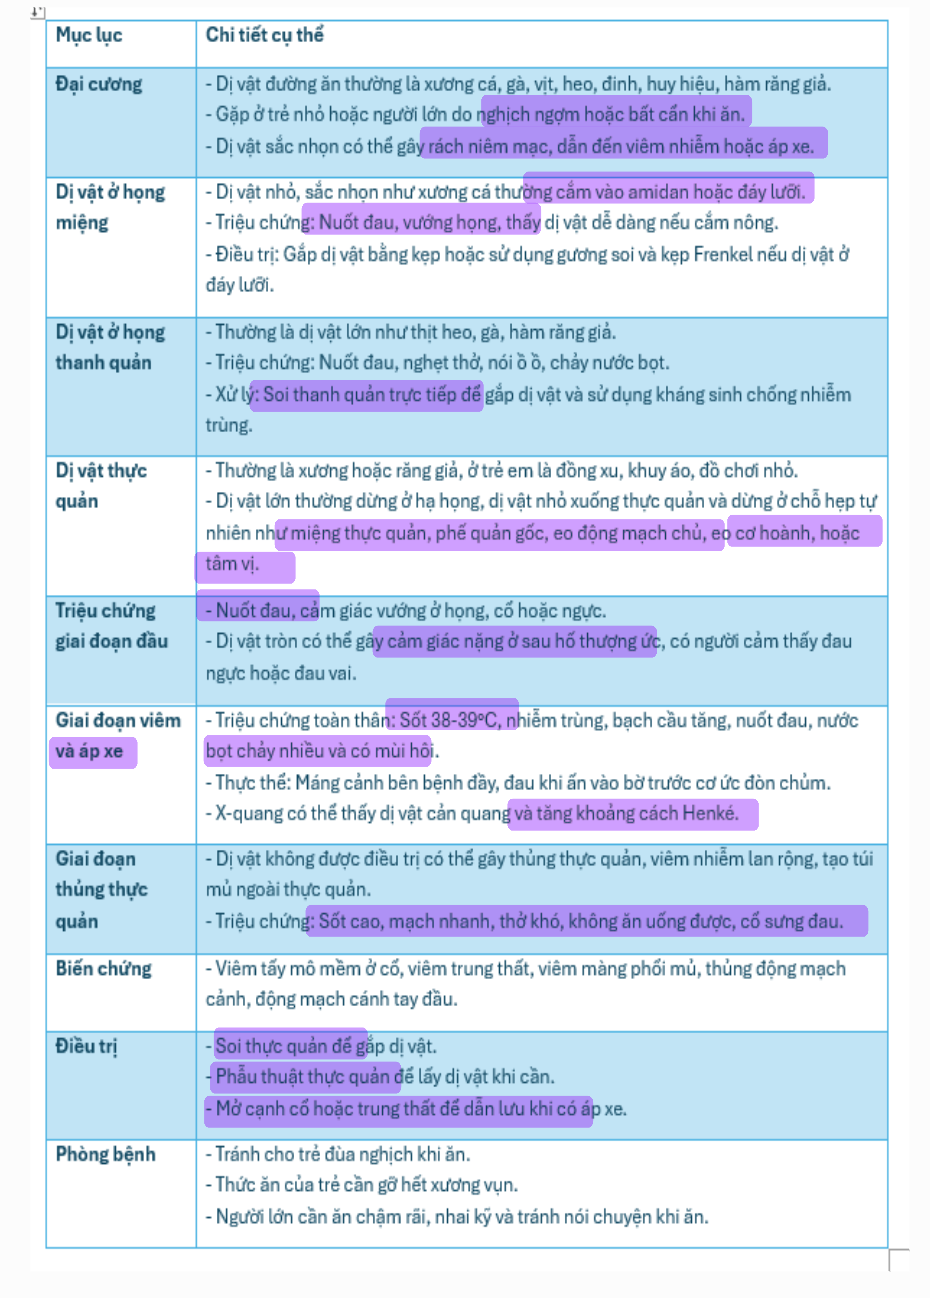 Mục lục
Chi tiết cụ thể
Đại cương
- Dị vật đường ăn thường là xương cá, gà, vịt, heo, đinh, huy hiệu, hàm răng giả.
- Gặp ở trẻ nhỏ hoặc người lớn do nghịch ngợm hoặc bất cẩn khi ăn.
- Dị vật sắc nhọn có thể gây rách niêm mạc, dẫn đến viêm nhiễm hoặc áp xe.
Dị vật ở họng
miệng
- Dị vật nhỏ, sắc nhọn như xương cá thường cắm vào amidan hoặc đáy lưỡi.
- Triệu chứng: Nuốt đau, vướng họng, thấy dị vật dễ dàng nếu cắm nông.
- Điều trị: Gắp dị vật bằng kẹp hoặc sử dụng gương soi và kẹp Frenkel nếu dị vật ở
đáy lưỡi.
Dị vật ở họng
thanh quản
- Thường là dị vật lớn như thịt heo, gà, hàm răng giả.
- Triệu chứng: Nuốt đau, nghẹt thở, nói ồ ồ, chảy nước bọt.
- Xử lý: Soi thanh quản trực tiếp để gắp dị vật và sử dụng kháng sinh chống nhiễm
trùng.
Dị vật thực
quản
- Thường là xương hoặc răng giả, ở trẻ em là đồng xu, khuy áo, đồ chơi nhỏ.
- Dị vật lớn thường dừng ở hạ họng, dị vật nhỏ xuống thực quản và dừng ở chỗ hẹp tự
nhiên như miệng thực quản, phế quản gốc, eo động mạch chủ, eo cơ hoành, hoặc
tâm vị.
Triệu chứng
giai đoạn đầu
- Nuốt đau, cảm giác vướng ở họng, cổ hoặc ngực.
- Dị vật tròn có thể gây cảm giác nặng ở sau hố thượng ức, có người cảm thấy đau
ngực hoặc đau vai.
Giai đoạn viêm
và áp xe
- Triệu chứng toàn thân: Sốt 38-39°C, nhiễm trùng, bạch cầu tăng, nuốt đau, nước
bọt chảy nhiều và có mùi hôi.
- Thực thể: Máng cảnh bên bệnh đầy, đau khi ấn vào bờ trước cơ ức đòn chủm.
- X-quang có thể thấy dị vật cản quang và tăng khoảng cách Henké.
Giai đoạn
thủng thực
quản
- Dị vật không được điều trị có thể gây thủng thực quản, viêm nhiễm lan rộng, tạo túi
mủ ngoài thực quản.
- Triệu chứng: Sốt cao, mạch nhanh, thở khó, không ăn uống được, cổ sưng đau.
Biến chứng
- Viêm tấy mô mềm ở cổ, viêm trung thất, viêm màng phổi mủ, thủng động mạch
cảnh, động mạch cánh tay đầu.
Điều trị
- Soi thực quản để gắp dị vật.
- Phẫu thuật thực quản để lấy dị vật khi cần.
- Mở cạnh cổ hoặc trung thất để dẫn lưu khi có áp xe.
Phòng bệnh
- Tránh cho trẻ đùa nghịch khi ăn.
- Thức ăn của trẻ cần gỡ hết xương vụn.
- Người lớn cần ăn chậm rãi, nhai kỹ và tránh nói chuyện khi ăn.